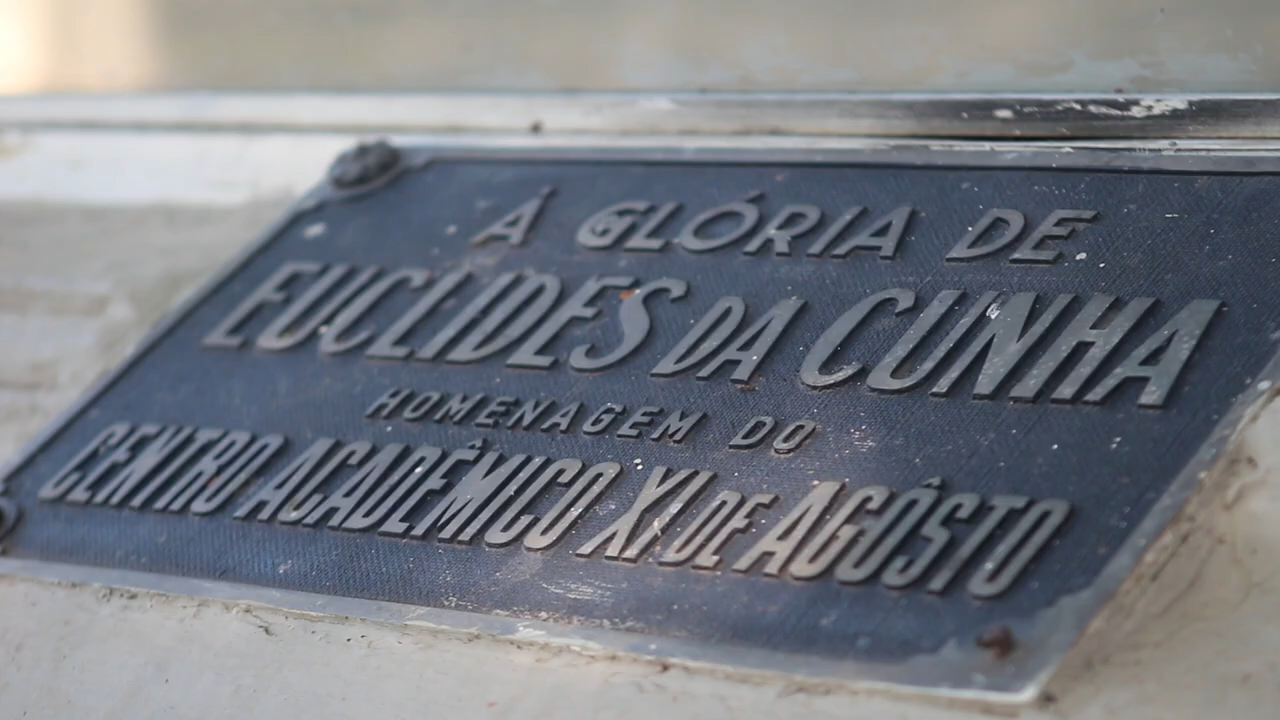 Á GLÓRIA DE
EUCLIDES DA CUNHA
HOMENAGEM DO
CENTRO ACADÊMICO XI DE AGÔSTO